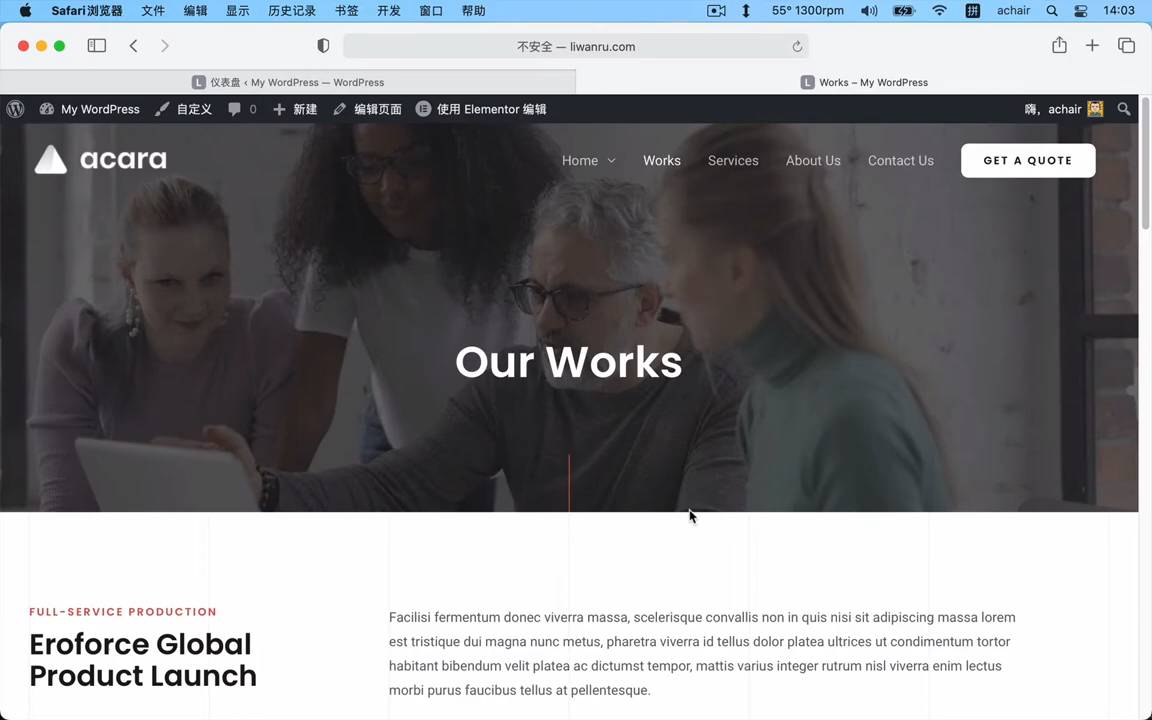 Safari浏览器 文件 编辑 显示 历史记录 书签 开发 窗口 帮助 55° 1300rpm 拼 achair 14:03
不安全 — liwanru.com
L 仪表盘 ‹ My WordPress — WordPress
L Works – My WordPress
My WordPress 自定义 0 新建 编辑页面 使用 Elementor 编辑 嗨，achair
acara
Home Works Services About Us Contact Us GET A QUOTE
Our Works
FULL-SERVICE PRODUCTION
Eroforce Global
Product Launch
Facilisi fermentum donec viverra massa, scelerisque convallis non in quis nisi sit adipiscing massa lorem
est tristique dui magna nunc metus, pharetra viverra id tellus dolor platea ultrices ut condimentum tortor
habitant bibendum velit platea ac dictumst tempor, mattis varius integer rutrum nisl viverra enim lectus
morbi purus faucibus tellus at pellentesque.